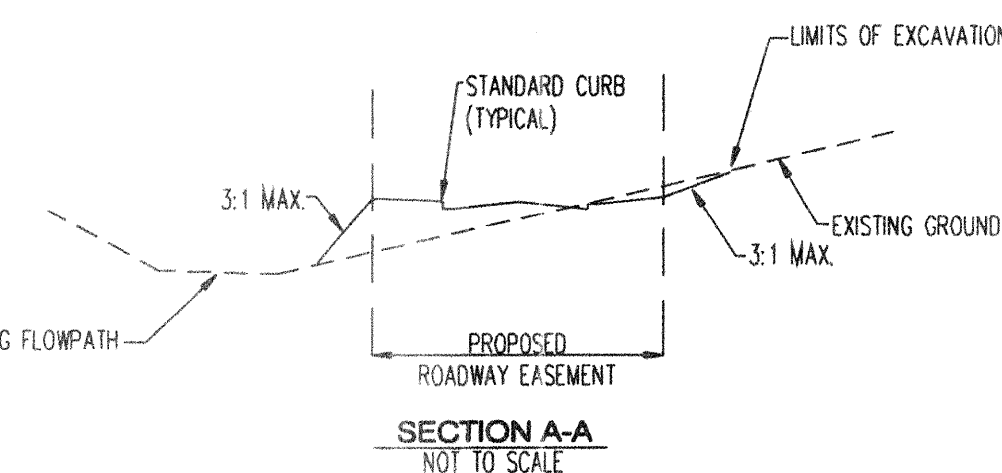 LIMITS OF EXCAVATION
STANDARD CURB
(TYPICAL)
3:1 MAX.
EXISTING GROUND
3:1 MAX.
G FLOWPATH
PROPOSED
ROADWAY EASEMENT
SECTION A-A
NOT TO SCALE